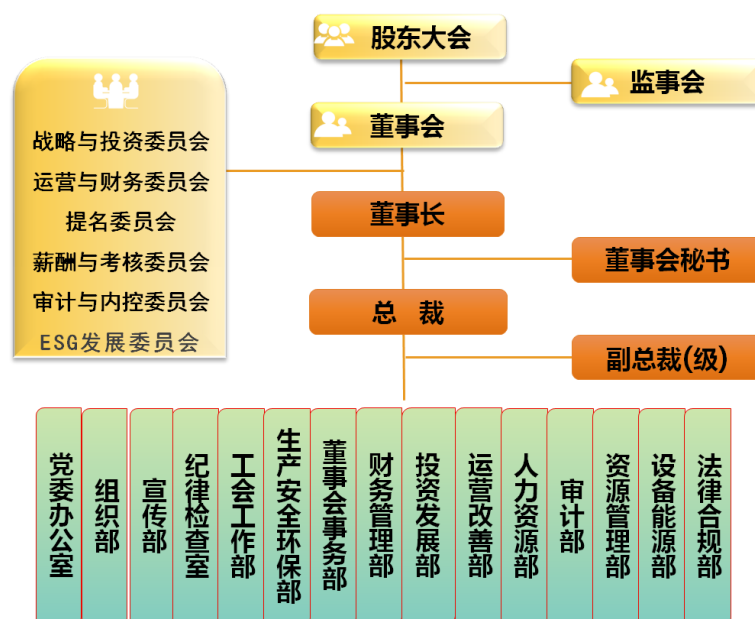 股东大会
监事会
董事会
战略与投资委员会
运营与财务委员会
提名委员会
薪酬与考核委员会
审计与内控委员会
ESG发展委员会
董事长
董事会秘书
总 裁
副总裁(级)
党委办公室
组织部
宣传部
纪律检查室
工会工作部
生产安全环保部
董事会事务部
财务管理部
投资发展部
运营改善部
人力资源部
审计部
资源管理部
设备能源部
法律合规部